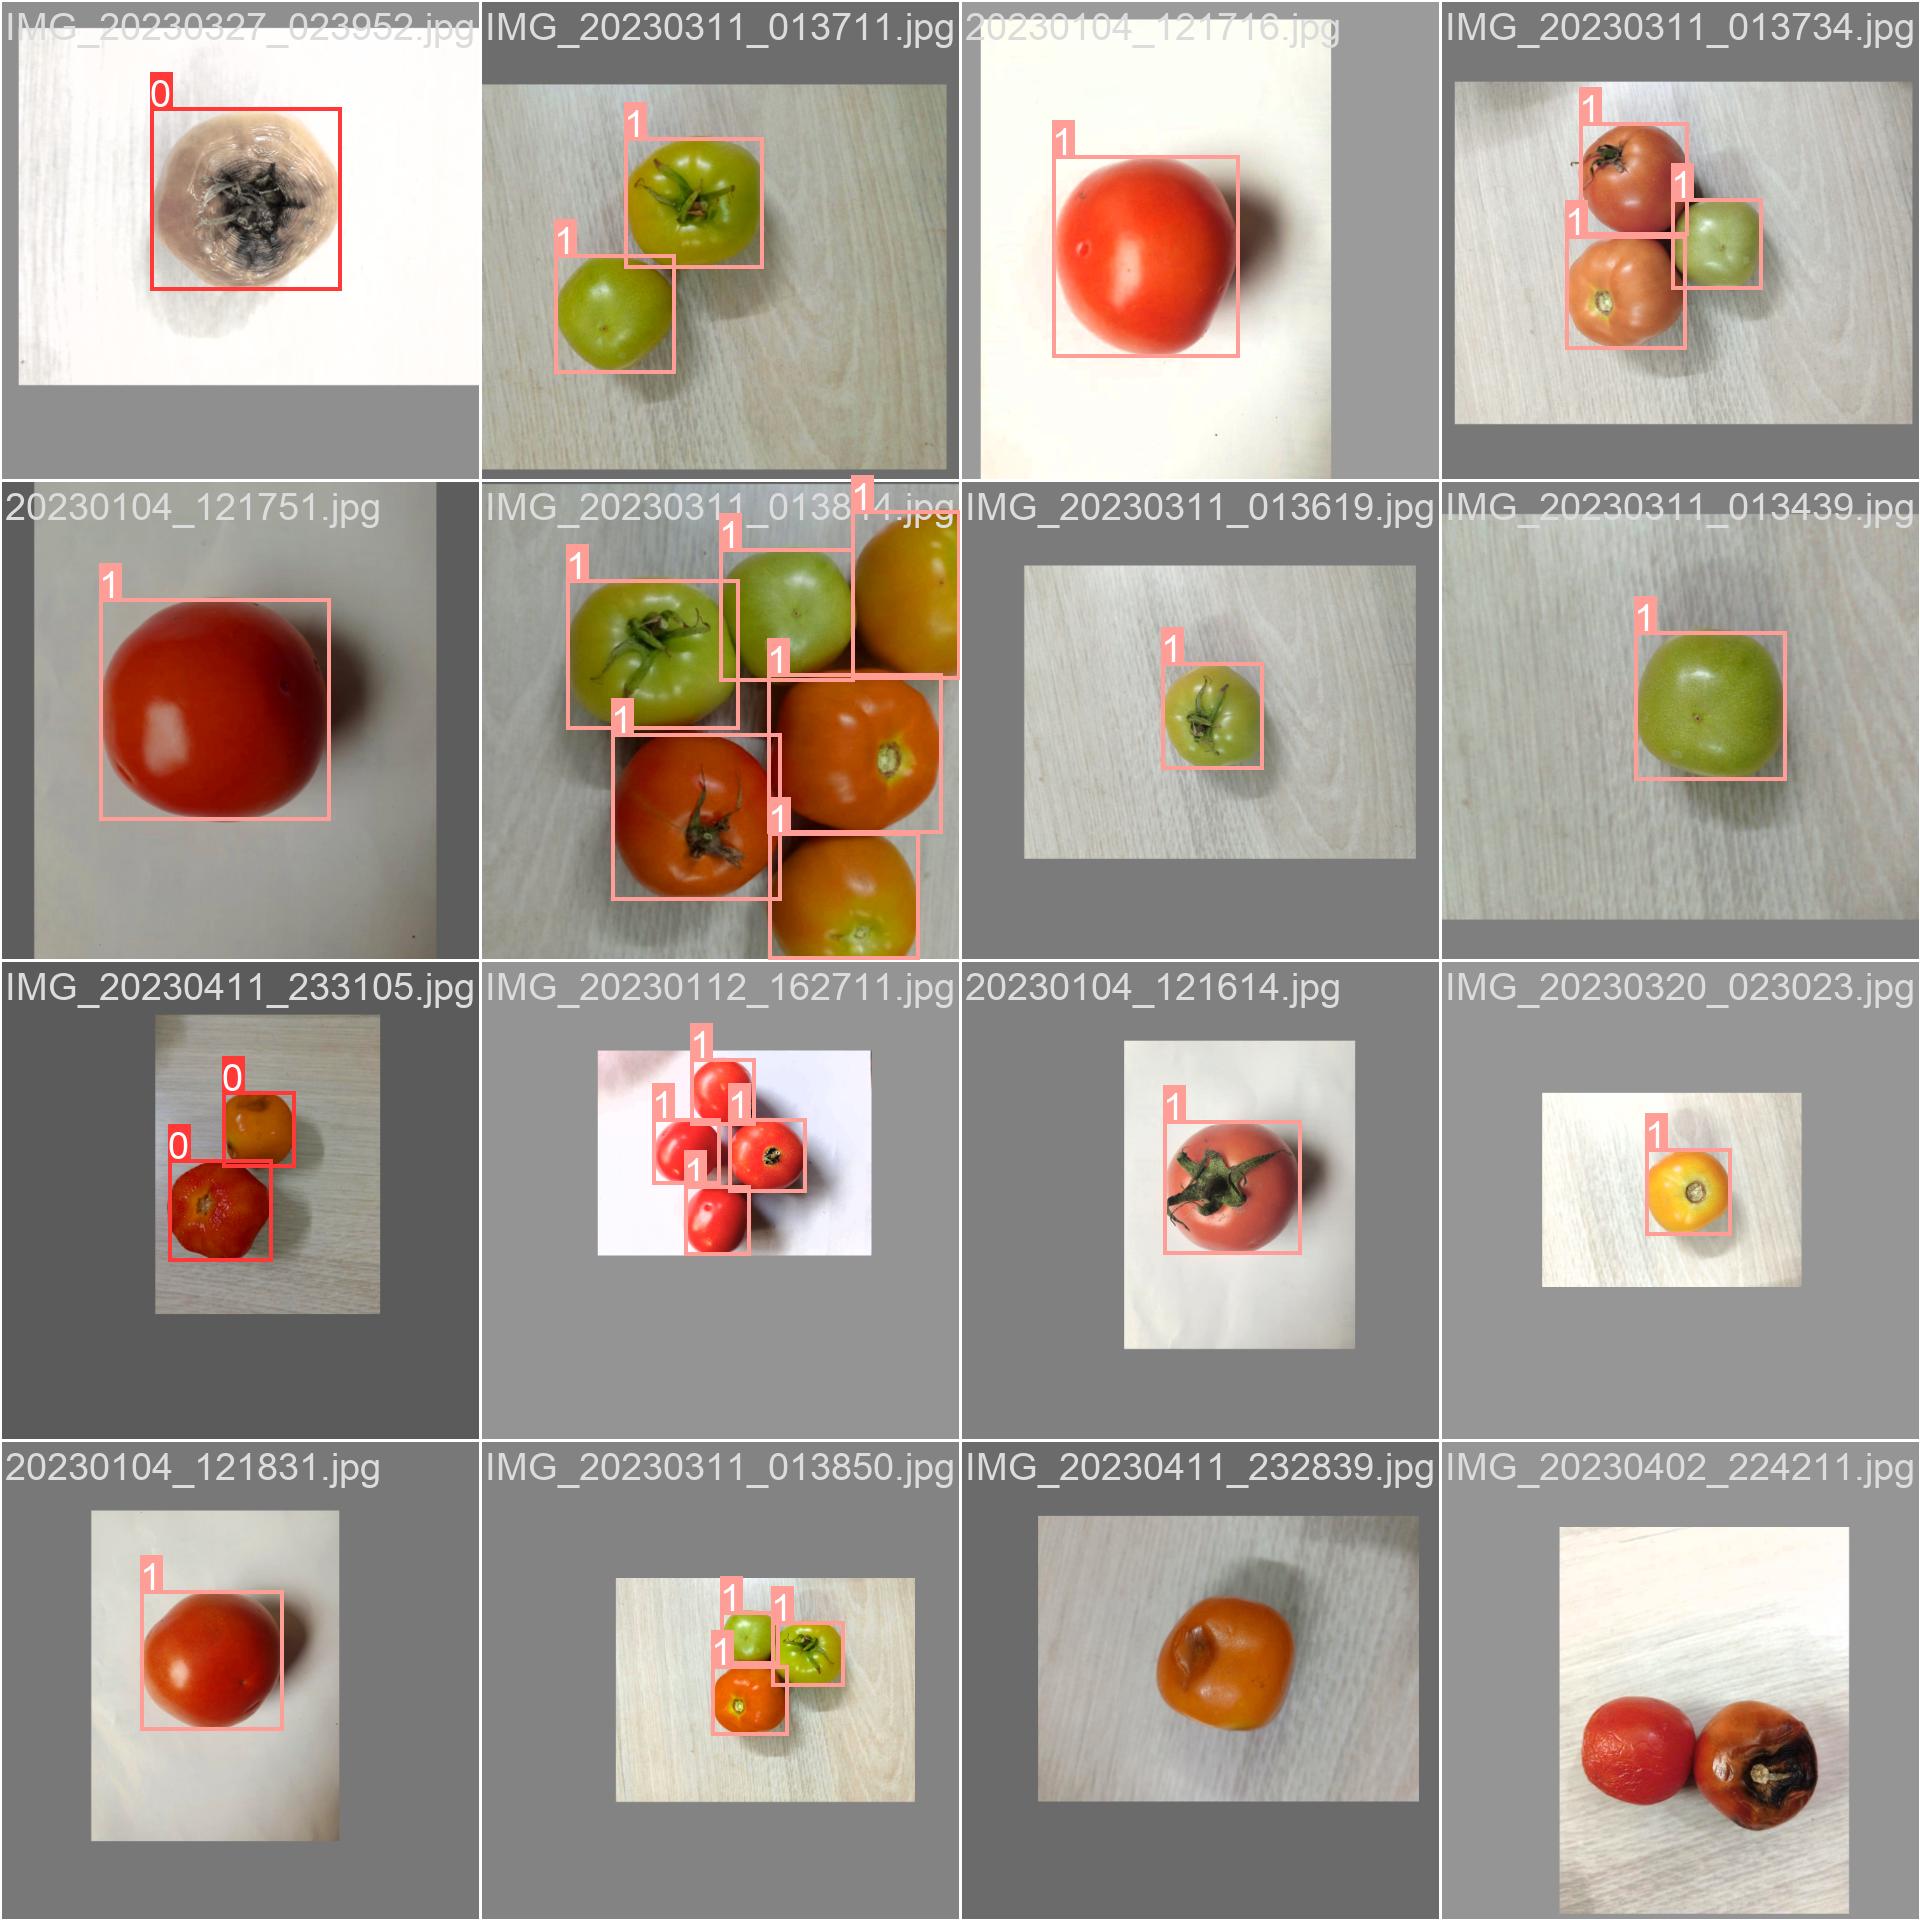 IMG_20230327_023952.jpg
IMG_20230311_013711.jpg
20230104_121716.jpg
IMG_20230311_013734.jpg
0
1
1
1
1
1
1
20230104_121751.jpg
IMG_20230311_013814.jpg
IMG_20230311_013619.jpg
IMG_20230311_013439.jpg
1
1
1
1
1
1
1
1
1
IMG_20230411_233105.jpg
IMG_20230112_162711.jpg
20230104_121614.jpg
IMG_20230320_023023.jpg
0
0
1
1
1
1
1
1
20230104_121831.jpg
IMG_20230311_013850.jpg
IMG_20230411_232839.jpg
IMG_20230402_224211.jpg
1
1
1
1